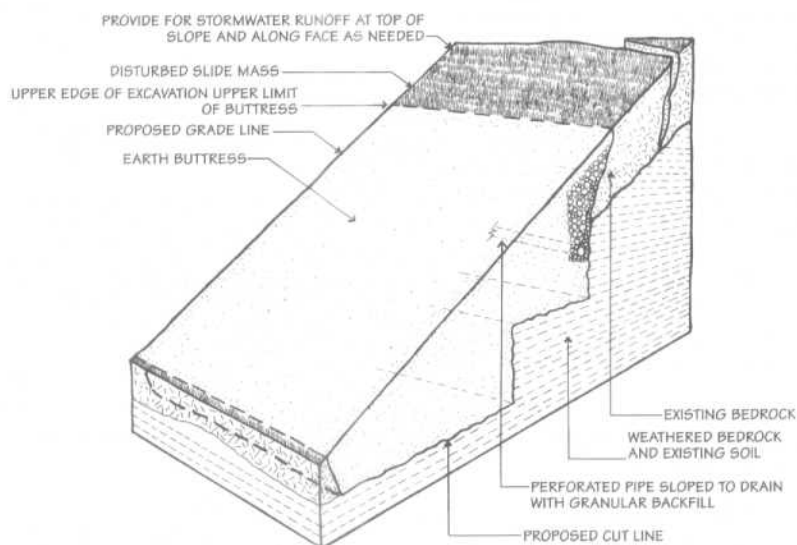 PROVIDE FOR STORMWATER RUNOFF AT TOP OF
SLOPE AND ALONG FACE AS NEEDED
DISTURBED SLIDE MASS
UPPER EDGE OF EXCAVATION UPPER LIMIT
OF BUTTRESS
PROPOSED GRADE LINE
EARTH BUTTRESS
EXISTING BEDROCK
WEATHERED BEDROCK
AND EXISTING SOIL
PERFORATED PIPE SLOPED TO DRAIN
WITH GRANULAR BACKFILL
PROPOSED CUT LINE